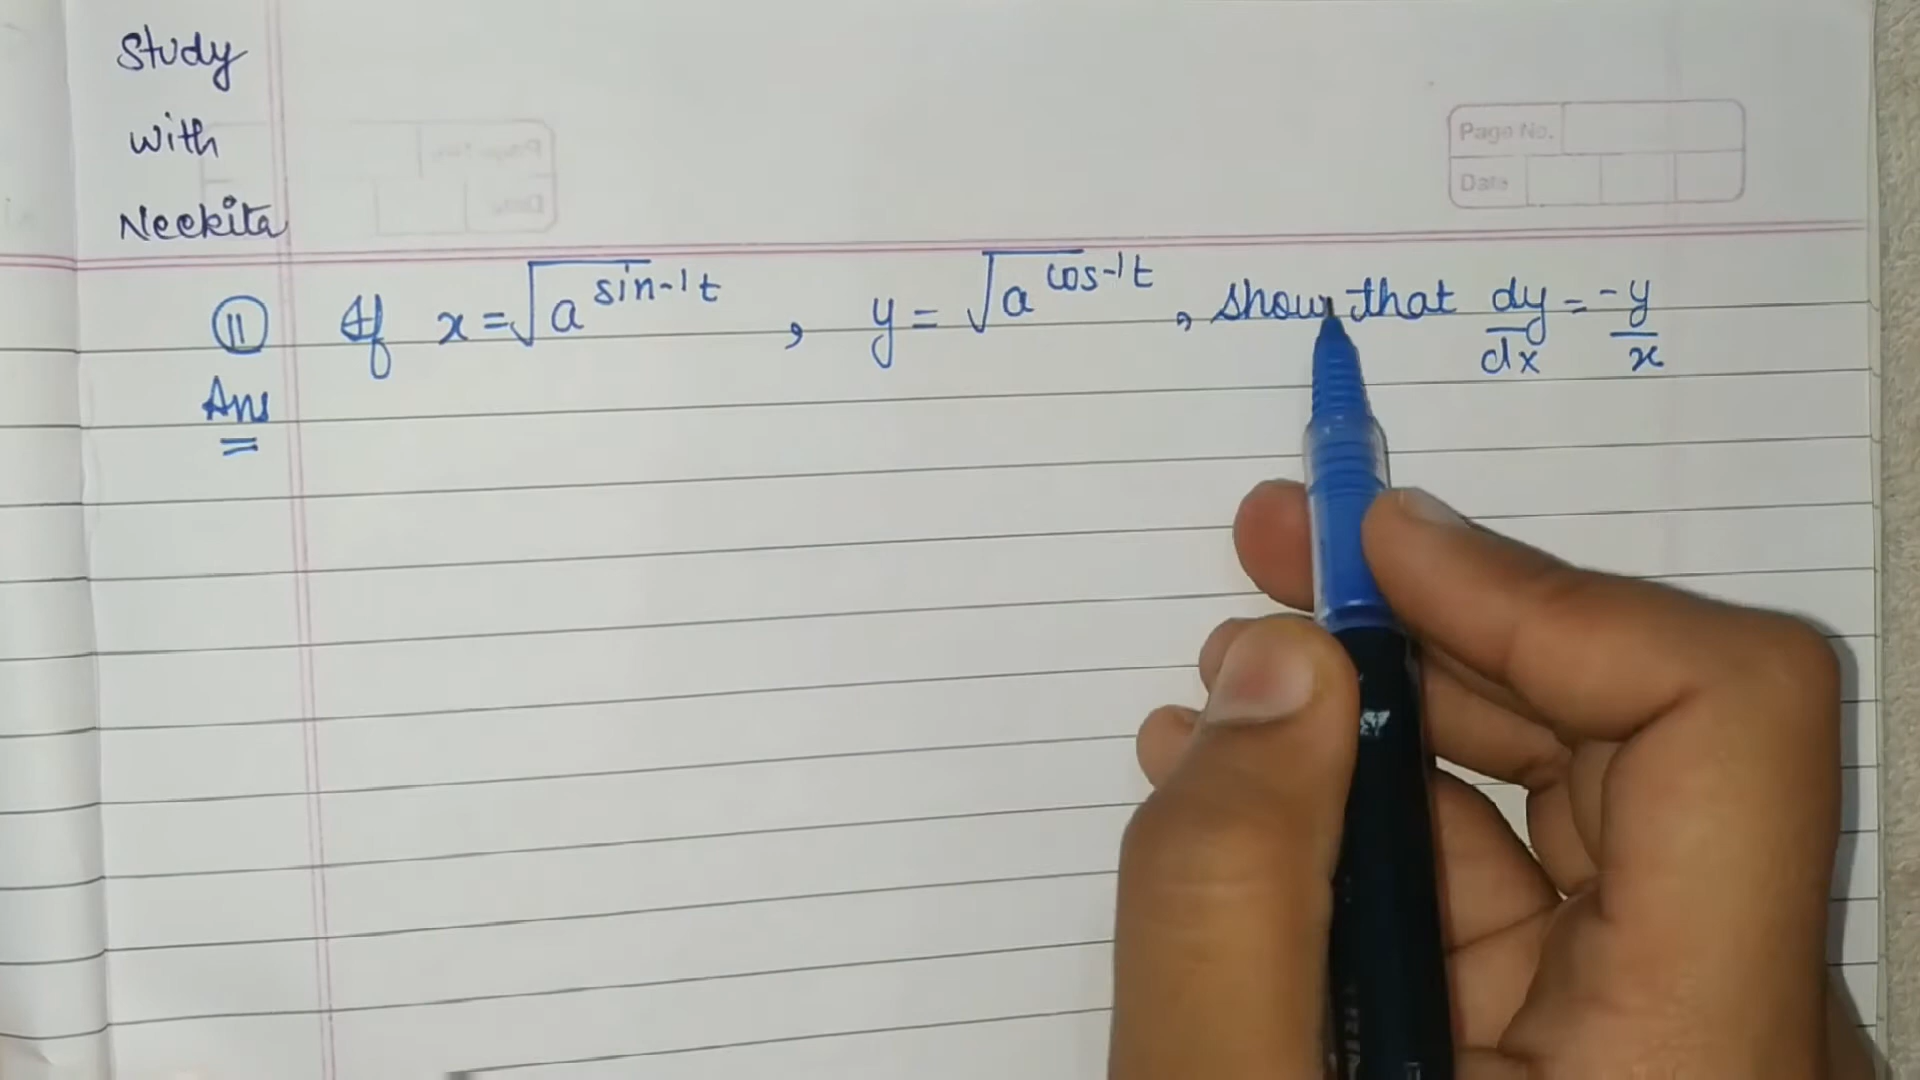 Study
with
Neekita
Page No.
Date
⑪ If x = √a^sin-1t , y = √a^cos-1t , show that dy/dx = -y/x
Ans